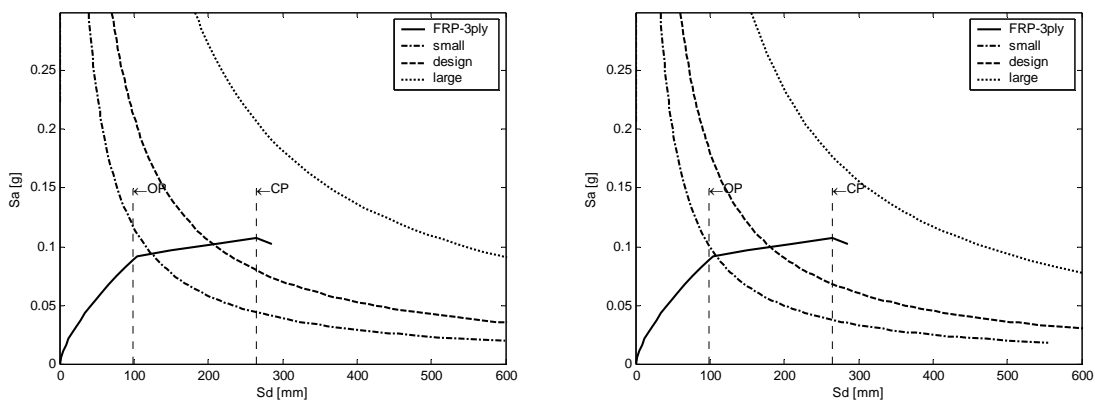 FRP-3ply
small
design
large
0.25
0.2
0.15
0.1
0.05
0
Sa [g]
←OP
←CP
0 100 200 300 400 500 600
Sd [mm]
FRP-3ply
small
design
large
0.25
0.2
0.15
0.1
0.05
0
Sa [g]
←OP
←CP
0 100 200 300 400 500 600
Sd [mm]